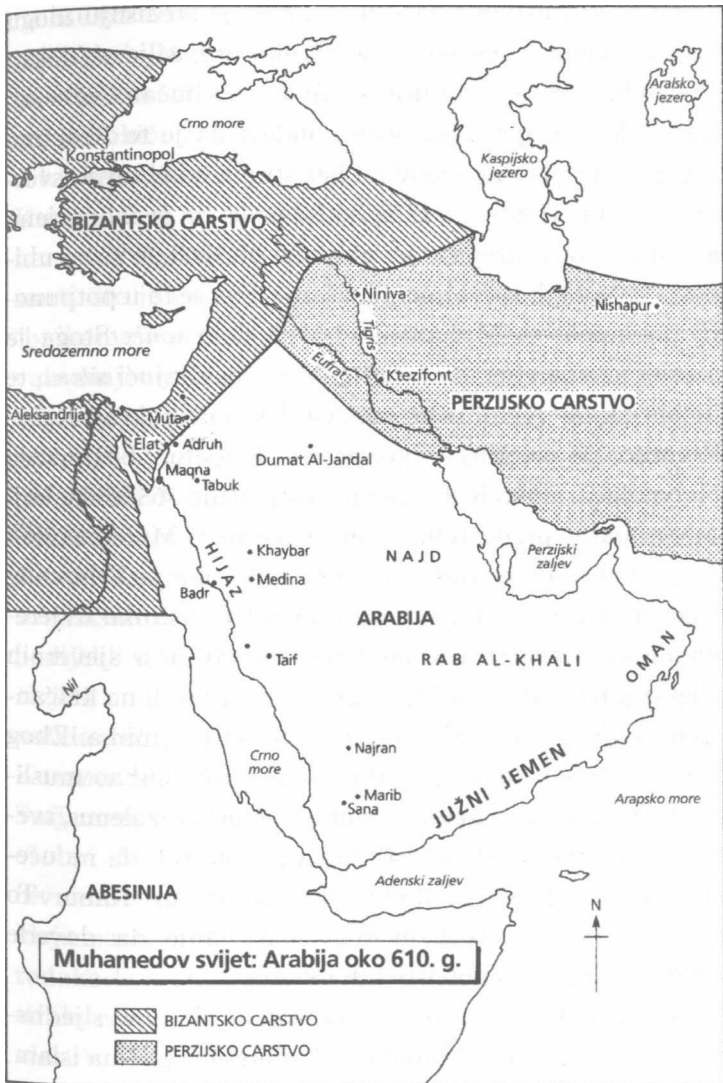 Crno more
Aralsko
jezero
Konstantinopol
Kaspijsko
jezero
BIZANTSKO CARSTVO
Niniva
Nishapur
Tigris
Sredozemno more
Eufrat
Ktezifont
PERZIJSKO CARSTVO
Aleksandrija
Muta
Elat
Adruh
Dumat Al-Jandal
Maqna
Tabuk
HIJAZ
Khaybar
NAJD
Perzijski
zaljev
Medina
Badr
ARABIJA
OMAN
Taif
RAB AL-KHALI
Nil
Crno
more
Najran
Marib
Sana
JUŽNI JEMEN
Arapsko more
Adenski zaljev
ABESINIJA
N
Muhamedov svijet: Arabija oko 610. g.
BIZANTSKO CARSTVO
PERZIJSKO CARSTVO